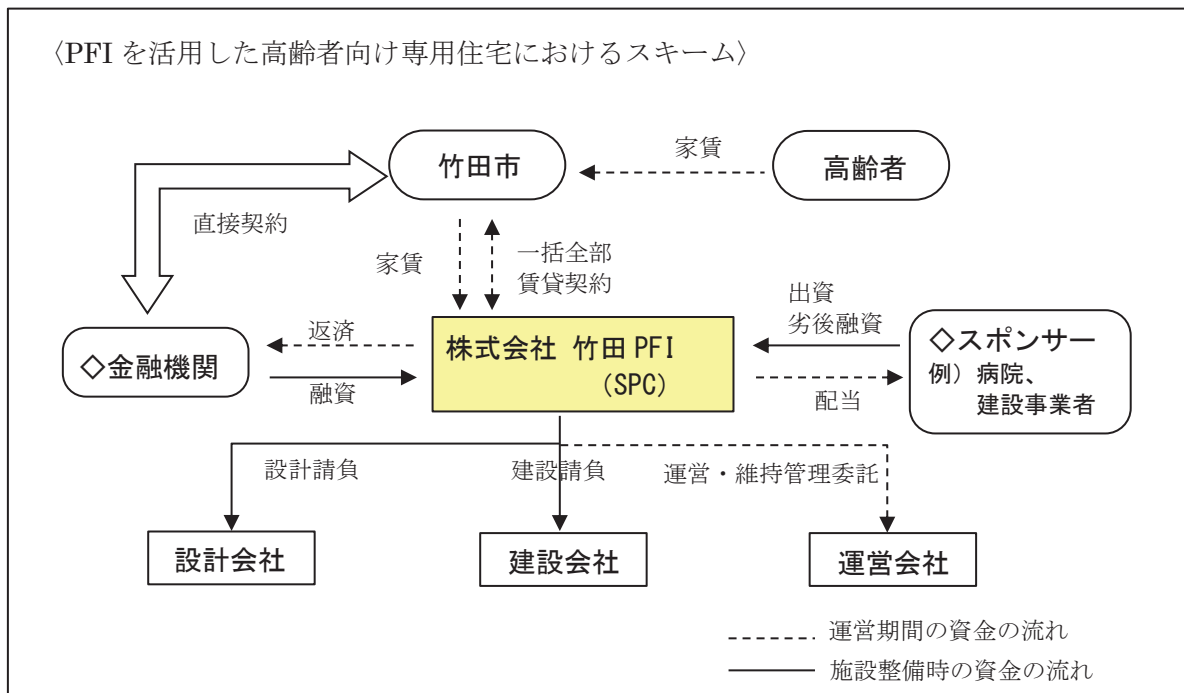 〈PFI を活用した高齢者向け専用住宅におけるスキーム〉
竹田市
家賃
高齢者
直接契約
家賃
一括全部
賃貸契約
出資
劣後融資
◇金融機関
返済
融資
株式会社 竹田 PFI
(SPC)
配当
◇スポンサー
例）病院、
建設事業者
設計請負
建設請負
運営・維持管理委託
設計会社
建設会社
運営会社
運営期間の資金の流れ
施設整備時の資金の流れ